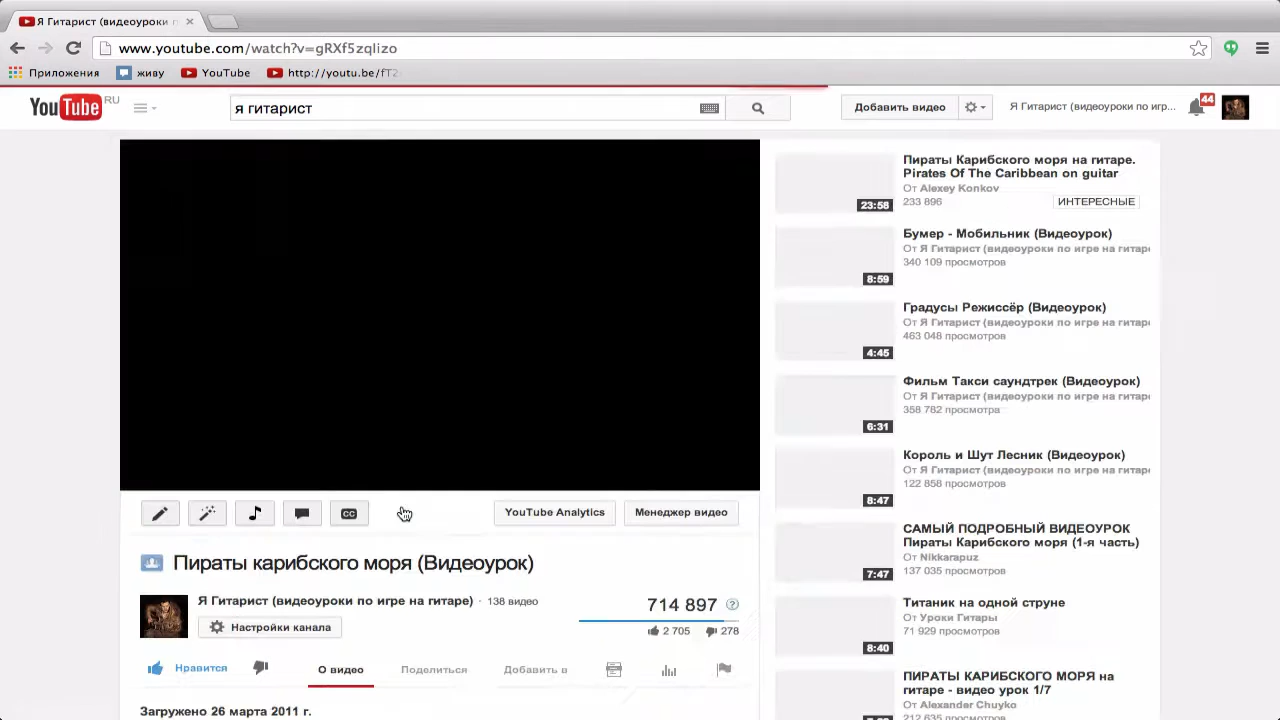 Я Гитарист (видеоуроки п
www.youtube.com/watch?v=gRXf5zqlizo
Приложения
живу
YouTube
http://youtu.be/fT2
YouTube RU
я гитарист
Добавить видео
Я Гитарист (видеоуроки по игр...
44
Пираты Карибского моря на гитаре.
Pirates Of The Caribbean on guitar
От Alexey Konkov
233 896
ИНТЕРЕСНЫЕ
23:58
Бумер - Мобильник (Видеоурок)
От Я Гитарист (видеоуроки по игре на гитаре
340 109 просмотров
8:59
Градусы Режиссёр (Видеоурок)
От Я Гитарист (видеоуроки по игре на гитаре
463 048 просмотров
4:45
Фильм Такси саундтрек (Видеоурок)
От Я Гитарист (видеоуроки по игре на гитаре
358 782 просмотра
6:31
Король и Шут Лесник (Видеоурок)
От Я Гитарист (видеоуроки по игре на гитаре
122 858 просмотров
8:47
САМЫЙ ПОДРОБНЫЙ ВИДЕОУРОК
Пираты Карибского моря (1-я часть)
От Nikkarapuz
137 035 просмотров
7:47
Титаник на одной струне
От Уроки Гитары
71 929 просмотров
8:40
ПИРАТЫ КАРИБСКОГО МОРЯ на
гитаре - видео урок 1/7
От Alexander Chuyko
212 635 просмотров
CC
YouTube Analytics
Менеджер видео
Пираты карибского моря (Видеоурок)
Я Гитарист (видеоуроки по игре на гитаре) · 138 видео
Настройки канала
714 897
2 705
278
Нравится
О видео
Поделиться
Добавить в
Загружено 26 марта 2011 г.